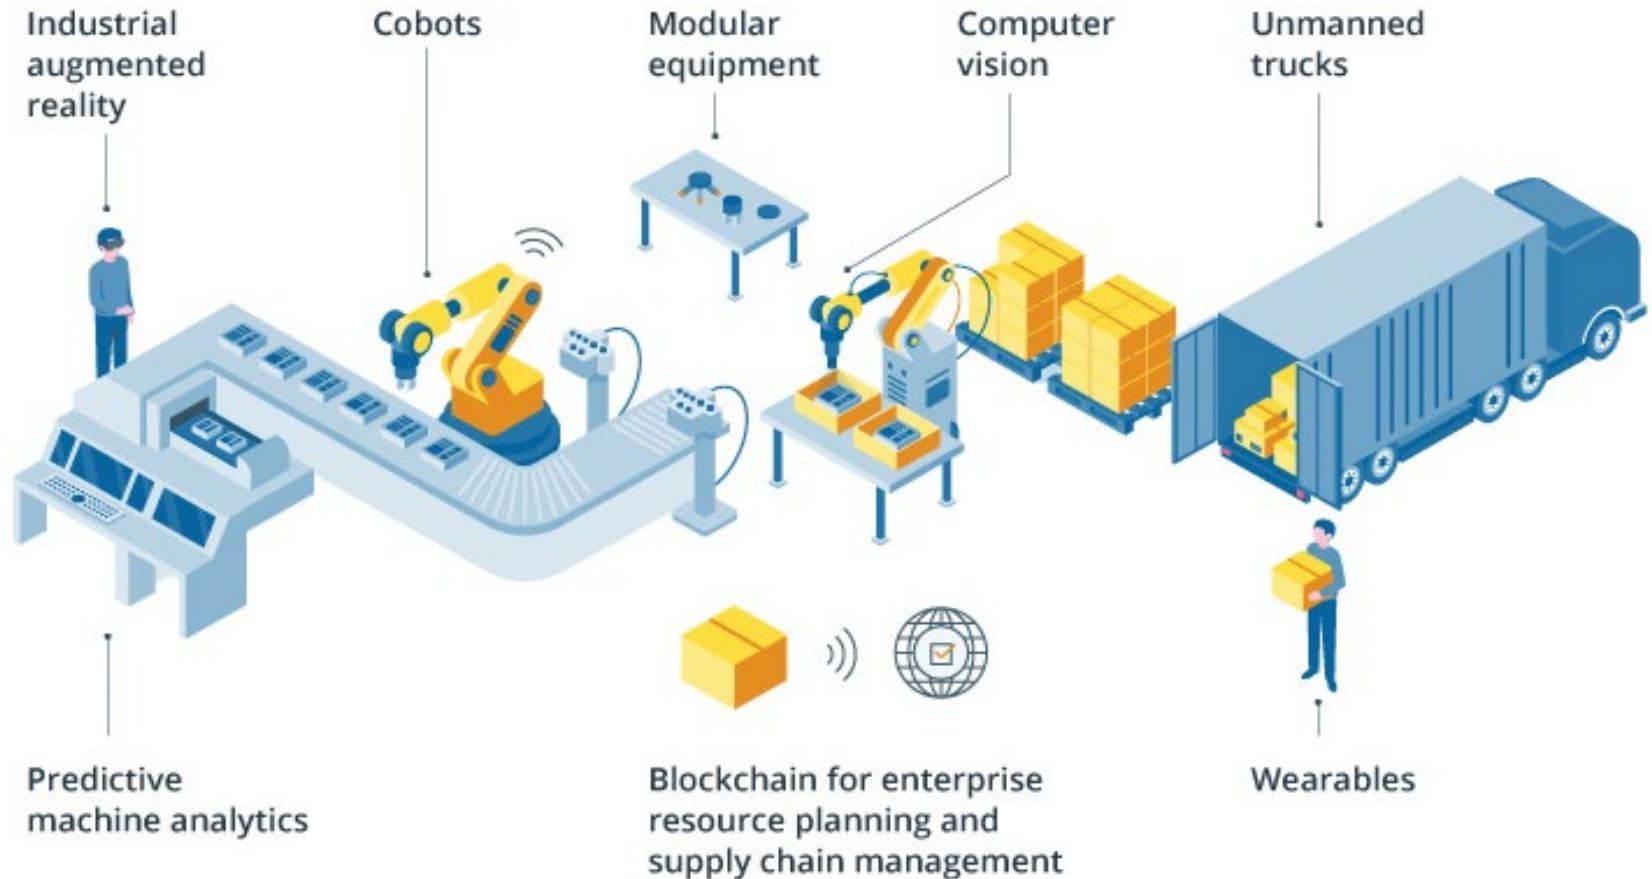 Industrial
augmented
reality
Cobots
Modular
equipment
Computer
vision
Unmanned
trucks
Predictive
machine analytics
Blockchain for enterprise
resource planning and
supply chain management
Wearables